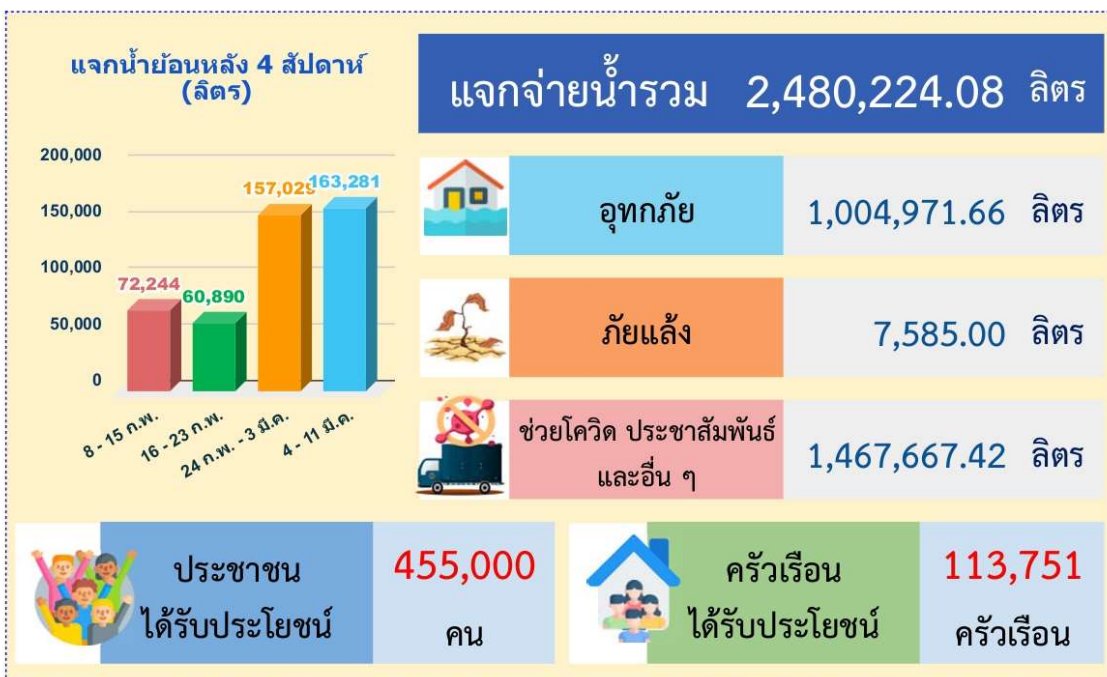 แจกน้ำย้อนหลัง 4 สัปดาห์
(ลิตร)
200,000
150,000
100,000
50,000
0
72,244
60,890
157,029
163,281
8 - 15 ก.พ.
16 - 23 ก.พ.
24 ก.พ. - 3 มี.ค.
4 - 11 มี.ค.
แจกจ่ายน้ำรวม 2,480,224.08 ลิตร
อุทกภัย 1,004,971.66 ลิตร
ภัยแล้ง 7,585.00 ลิตร
ช่วยโควิด ประชาสัมพันธ์
และอื่น ๆ
1,467,667.42 ลิตร
ประชาชน
ได้รับประโยชน์
455,000
คน
ครัวเรือน
ได้รับประโยชน์
113,751
ครัวเรือน